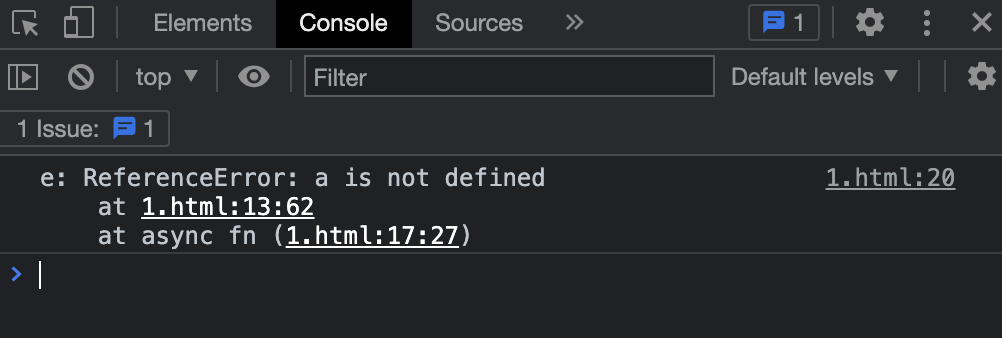 Elements Console Sources » 1
top ▼ Filter Default levels ▼
1 Issue: 1
e: ReferenceError: a is not defined 1.html:20
at 1.html:13:62
at async fn (1.html:17:27)
>